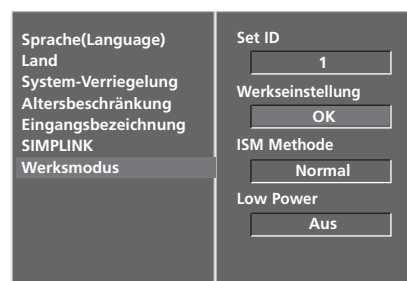 Sprache(Language)
Land
System-Verriegelung
Altersbeschränkung
Eingangsbezeichnung
SIMPLINK
Werksmodus
Set ID
1
Werkseinstellung
OK
ISM Methode
Normal
Low Power
Aus